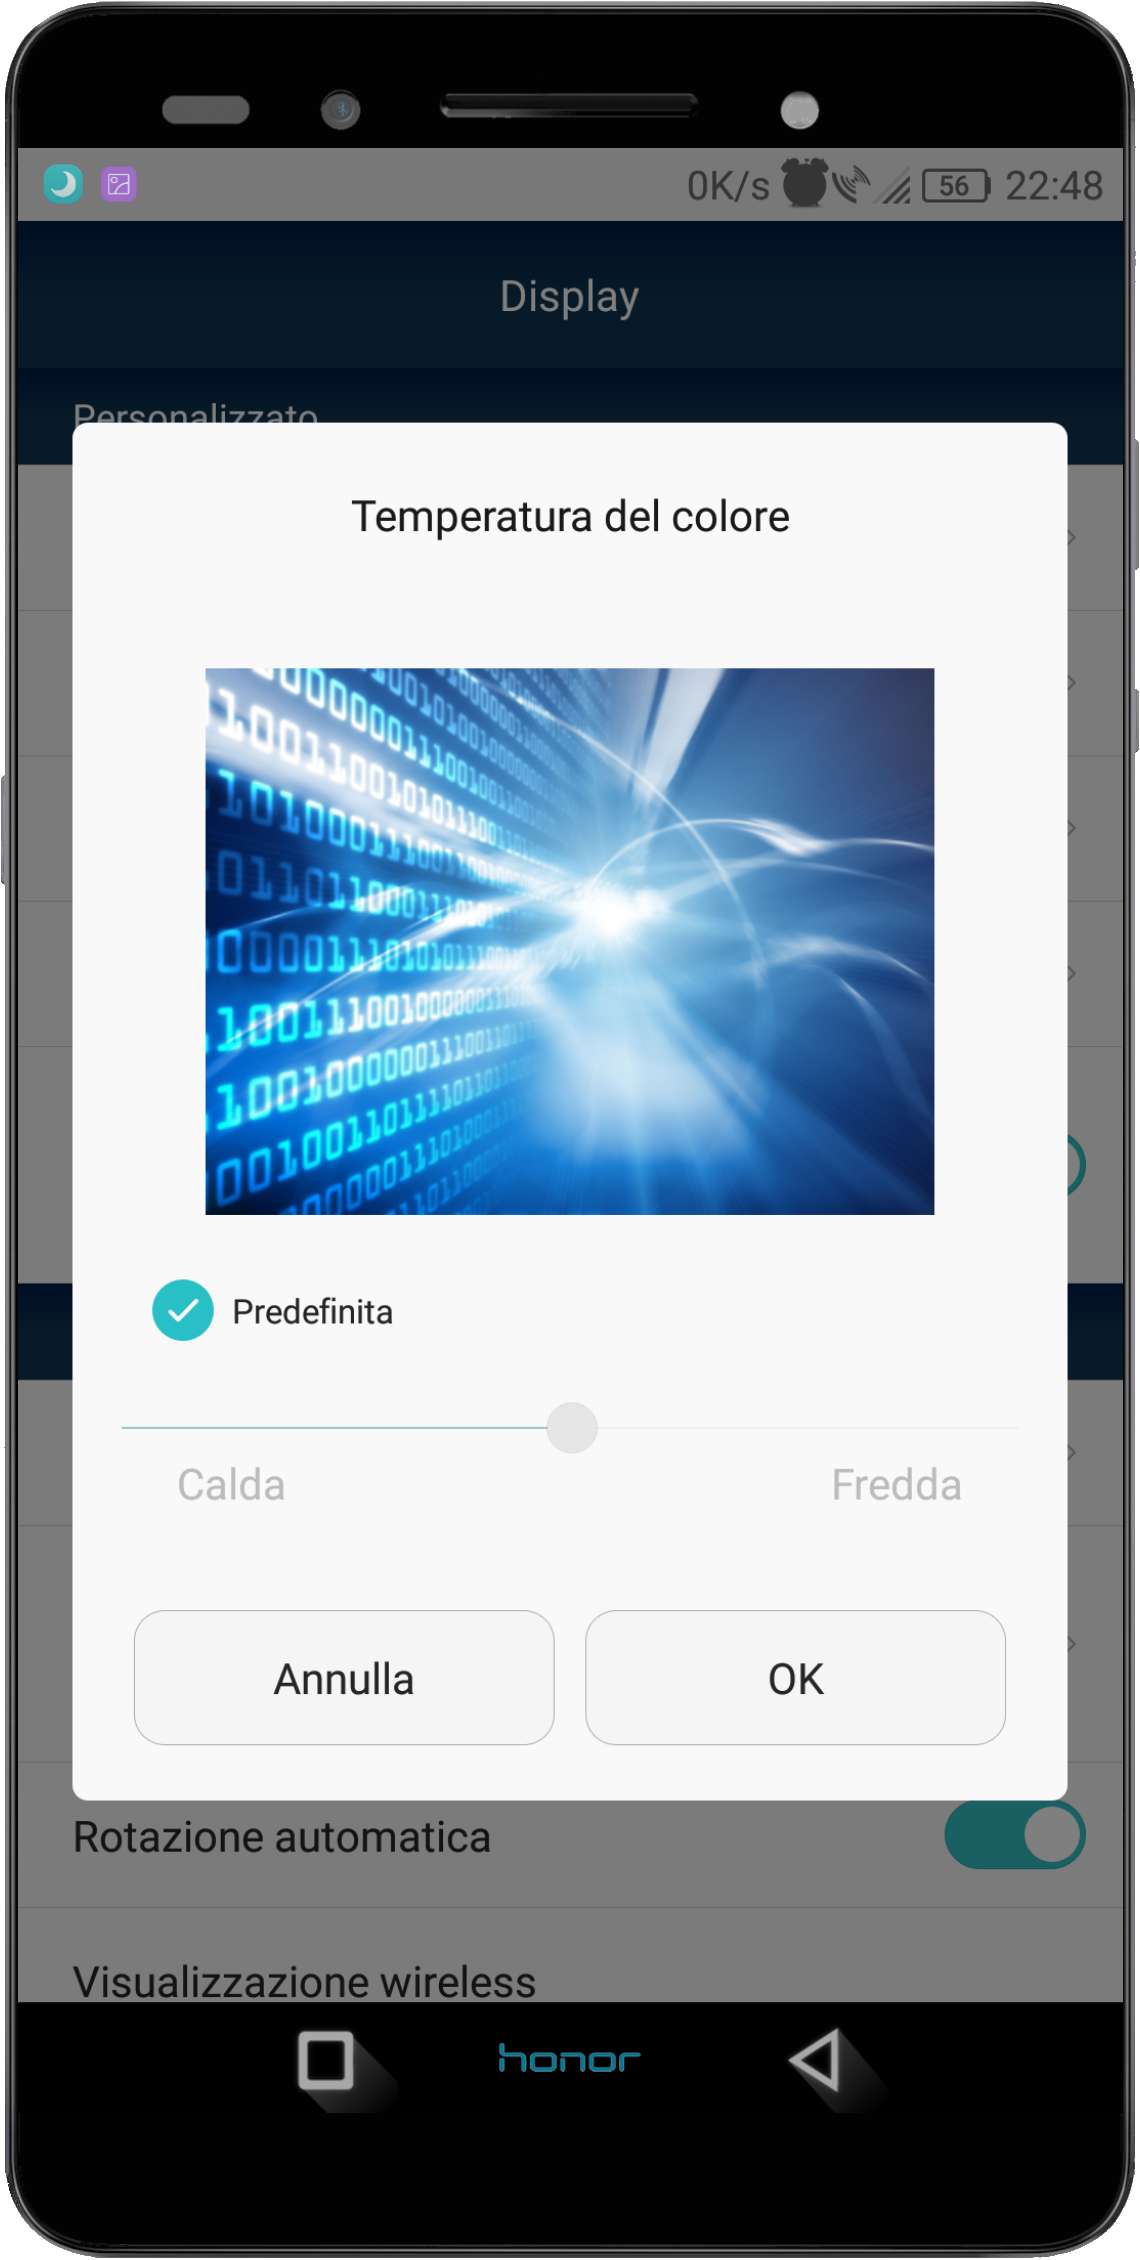 0K/s 56 22:48
Display
Personalizzato
Temperatura del colore
Predefinita
Calda Fredda
Annulla OK
Rotazione automatica
Visualizzazione wireless
honor